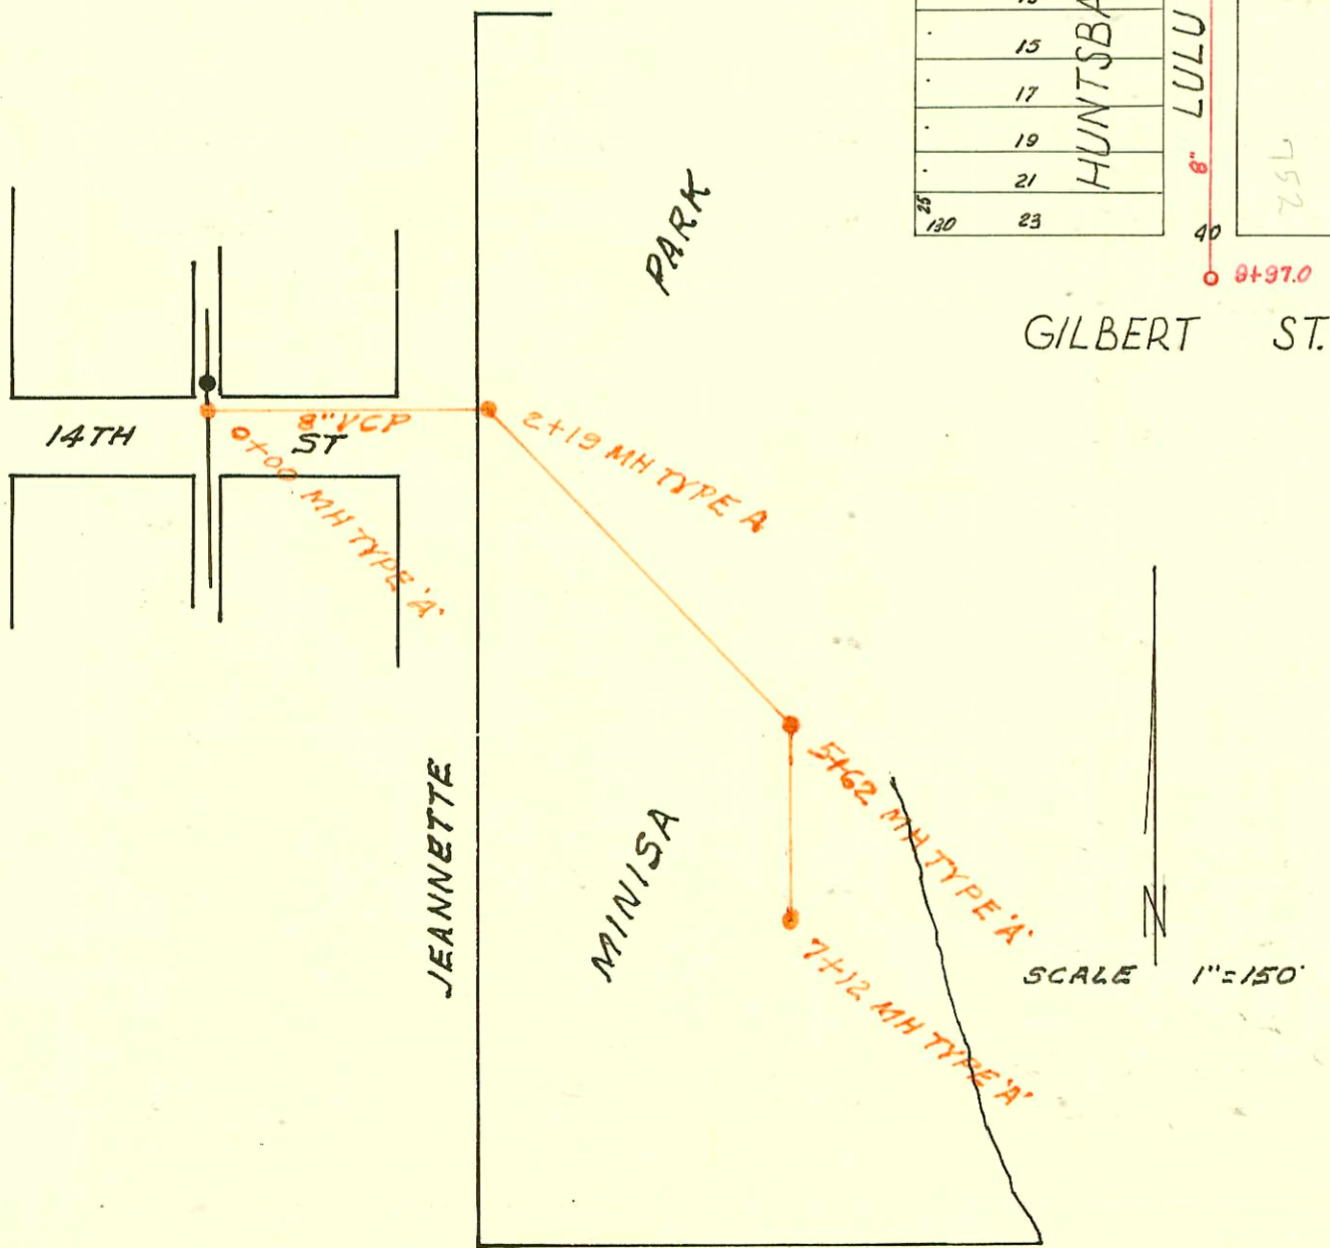 15
17
19
21
23
25
130
HUNTSBA
LULU
8"
40
9+97.0
757
GILBERT ST.
PARK
14TH ST
8" VCP
0+00 MH TYPE 'A'
2+19 MH TYPE A
5+62 MH TYPE 'A'
7+12 MH TYPE 'A'
JEANNETTE
MINISA
N
SCALE 1"=150'